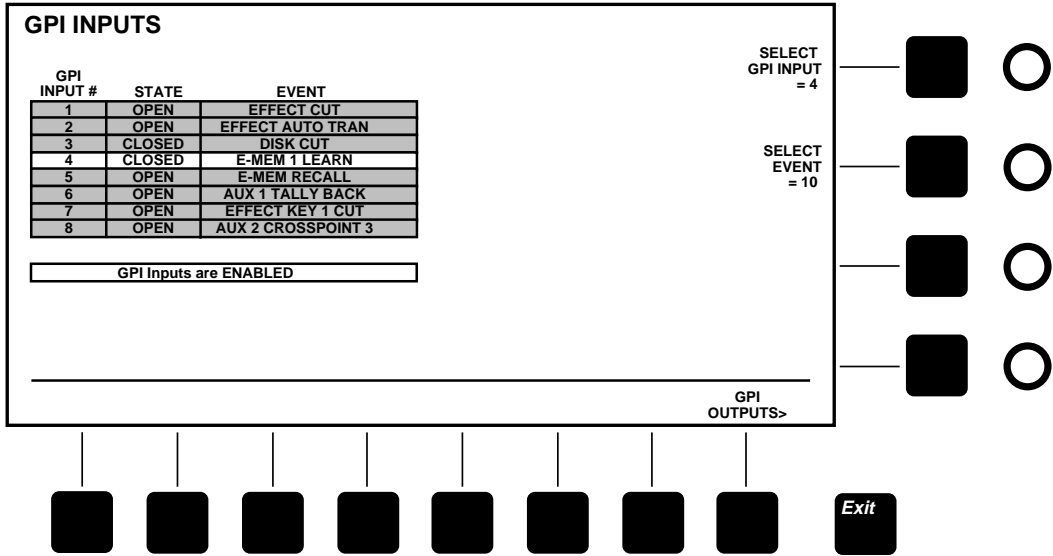 GPI INPUTS
GPI
INPUT # STATE EVENT
1 OPEN EFFECT CUT
2 OPEN EFFECT AUTO TRAN
3 CLOSED DISK CUT
4 CLOSED E-MEM 1 LEARN
5 OPEN E-MEM RECALL
6 OPEN AUX 1 TALLY BACK
7 OPEN EFFECT KEY 1 CUT
8 OPEN AUX 2 CROSSPOINT 3
GPI Inputs are ENABLED
SELECT
GPI INPUT
= 4
SELECT
EVENT
= 10
GPI
OUTPUTS>
Exit